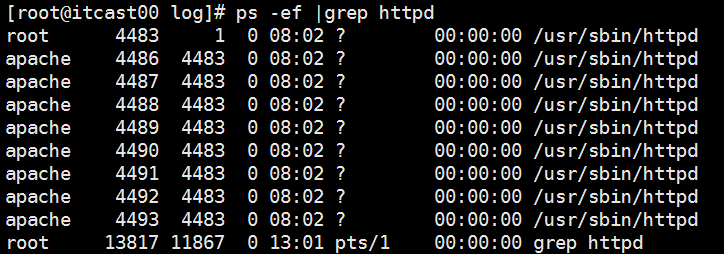 [root@itcast00 log]# ps -ef |grep httpd
root      4483     1  0 08:02 ?        00:00:00 /usr/sbin/httpd
apache    4486  4483  0 08:02 ?        00:00:00 /usr/sbin/httpd
apache    4487  4483  0 08:02 ?        00:00:00 /usr/sbin/httpd
apache    4488  4483  0 08:02 ?        00:00:00 /usr/sbin/httpd
apache    4489  4483  0 08:02 ?        00:00:00 /usr/sbin/httpd
apache    4490  4483  0 08:02 ?        00:00:00 /usr/sbin/httpd
apache    4491  4483  0 08:02 ?        00:00:00 /usr/sbin/httpd
apache    4492  4483  0 08:02 ?        00:00:00 /usr/sbin/httpd
apache    4493  4483  0 08:02 ?        00:00:00 /usr/sbin/httpd
root     13817 11867  0 13:01 pts/1    00:00:00 grep httpd